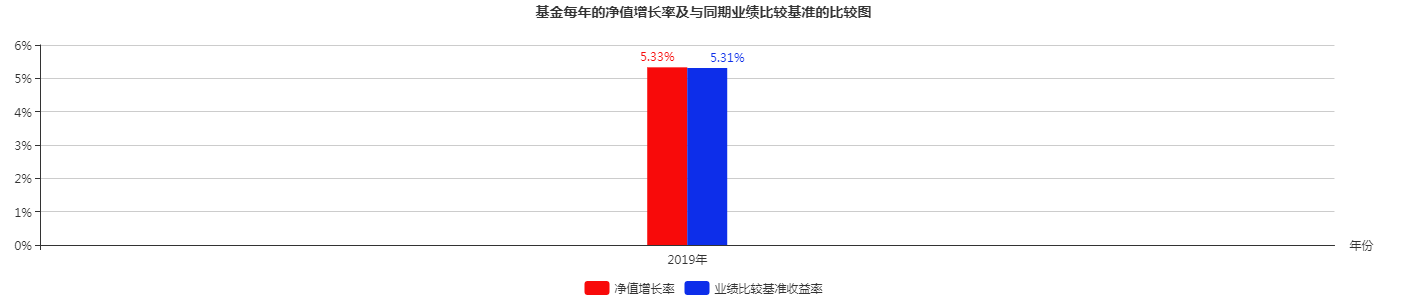 基金每年的净值增长率及与同期业绩比较基准的比较图
6%
5.33%
5.31%
5%
4%
3%
2%
1%
0%
年份
2019年
净值增长率 业绩比较基准收益率